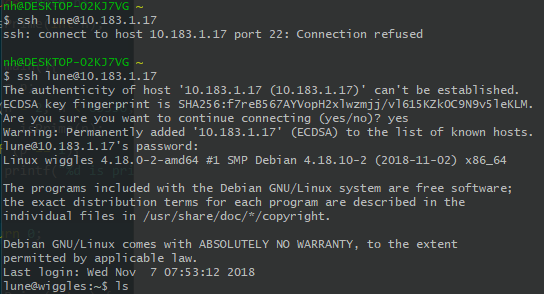 nh@DESKTOP-02KJ7VG ~
$ ssh lune@10.183.1.17
ssh: connect to host 10.183.1.17 port 22: Connection refused
nh@DESKTOP-02KJ7VG ~
$ ssh lune@10.183.1.17
The authenticity of host '10.183.1.17 (10.183.1.17)' can't be established.
ECDSA key fingerprint is SHA256:f7reB567AYVopH2xlwzmjj/vl615KZkOC9N9v5leKLM.
Are you sure you want to continue connecting (yes/no)? yes
Warning: Permanently added '10.183.1.17' (ECDSA) to the list of known hosts.
lune@10.183.1.17's password:
Linux wiggles 4.18.0-2-amd64 #1 SMP Debian 4.18.10-2 (2018-11-02) x86_64
The programs included with the Debian GNU/Linux system are free software;
the exact distribution terms for each program are described in the
individual files in /usr/share/doc/*/copyright.
Debian GNU/Linux comes with ABSOLUTELY NO WARRANTY, to the extent
permitted by applicable law.
Last login: Wed Nov  7 07:53:12 2018
lune@wiggles:~$ ls